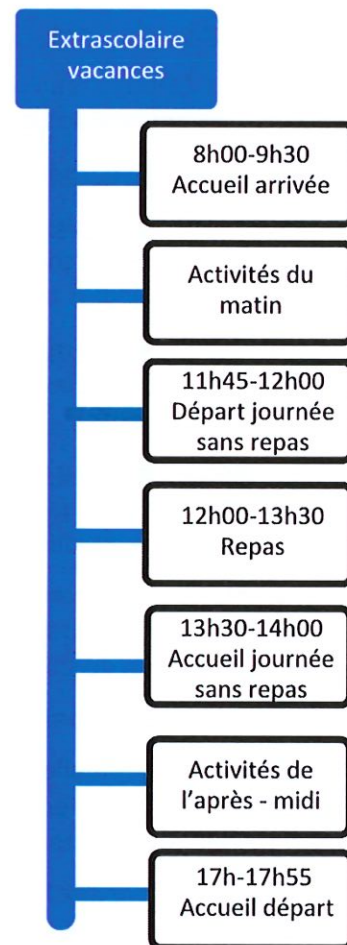 Extrascolaire
vacances
8h00-9h30
Accueil arrivée
Activités du
matin
11h45-12h00
Départ journée
sans repas
12h00-13h30
Repas
13h30-14h00
Accueil journée
sans repas
Activités de
l'après - midi
17h-17h55
Accueil départ